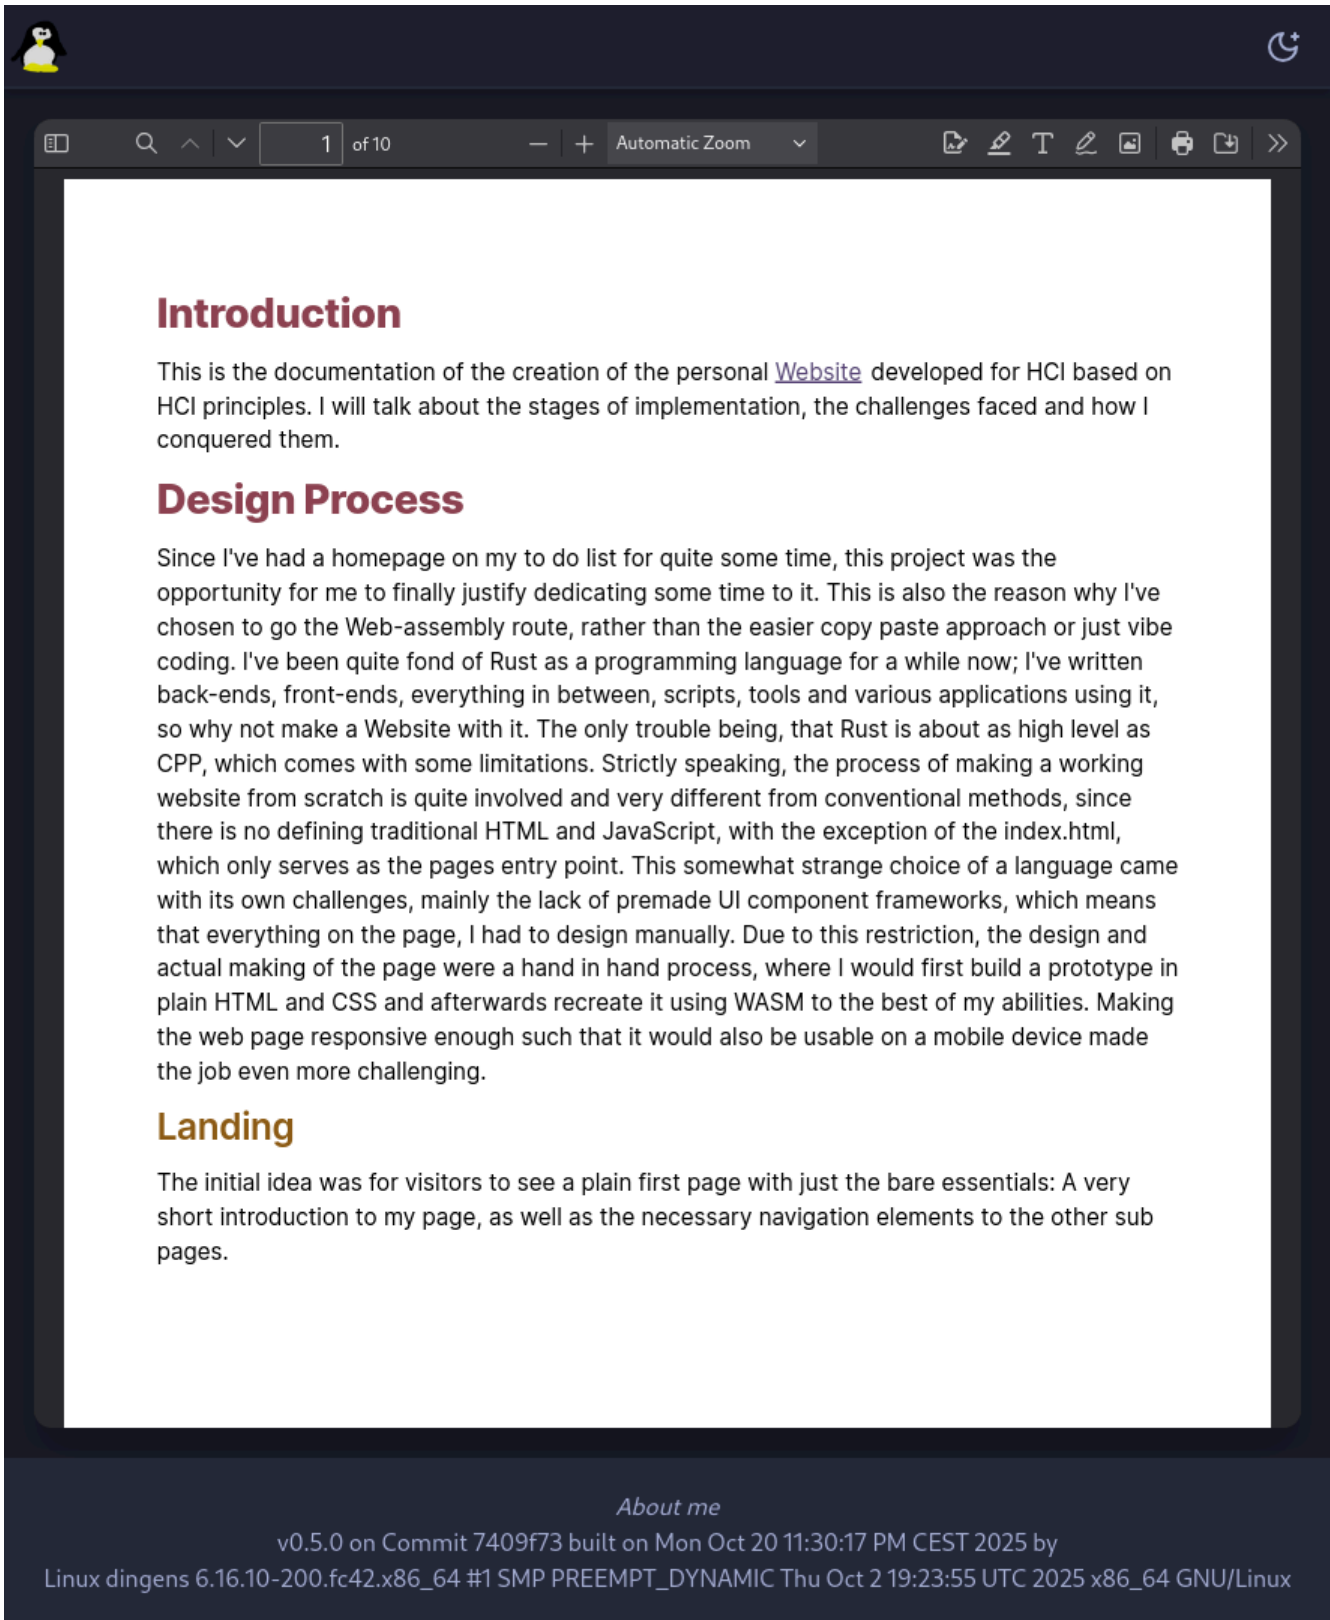 1 of 10 Automatic Zoom
Introduction
This is the documentation of the creation of the personal Website developed for HCI based on
HCI principles. I will talk about the stages of implementation, the challenges faced and how I
conquered them.
Design Process
Since I've had a homepage on my to do list for quite some time, this project was the
opportunity for me to finally justify dedicating some time to it. This is also the reason why I've
chosen to go the Web-assembly route, rather than the easier copy paste approach or just vibe
coding. I've been quite fond of Rust as a programming language for a while now; I've written
back-ends, front-ends, everything in between, scripts, tools and various applications using it,
so why not make a Website with it. The only trouble being, that Rust is about as high level as
CPP, which comes with some limitations. Strictly speaking, the process of making a working
website from scratch is quite involved and very different from conventional methods, since
there is no defining traditional HTML and JavaScript, with the exception of the index.html,
which only serves as the pages entry point. This somewhat strange choice of a language came
with its own challenges, mainly the lack of premade UI component frameworks, which means
that everything on the page, I had to design manually. Due to this restriction, the design and
actual making of the page were a hand in hand process, where I would first build a prototype in
plain HTML and CSS and afterwards recreate it using WASM to the best of my abilities. Making
the web page responsive enough such that it would also be usable on a mobile device made
the job even more challenging.
Landing
The initial idea was for visitors to see a plain first page with just the bare essentials: A very
short introduction to my page, as well as the necessary navigation elements to the other sub
pages.
About me
v0.5.0 on Commit 7409f73 built on Mon Oct 20 11:30:17 PM CEST 2025 by
Linux dingens 6.16.10-200.fc42.x86_64 #1 SMP PREEMPT_DYNAMIC Thu Oct 2 19:23:55 UTC 2025 x86_64 GNU/Linux